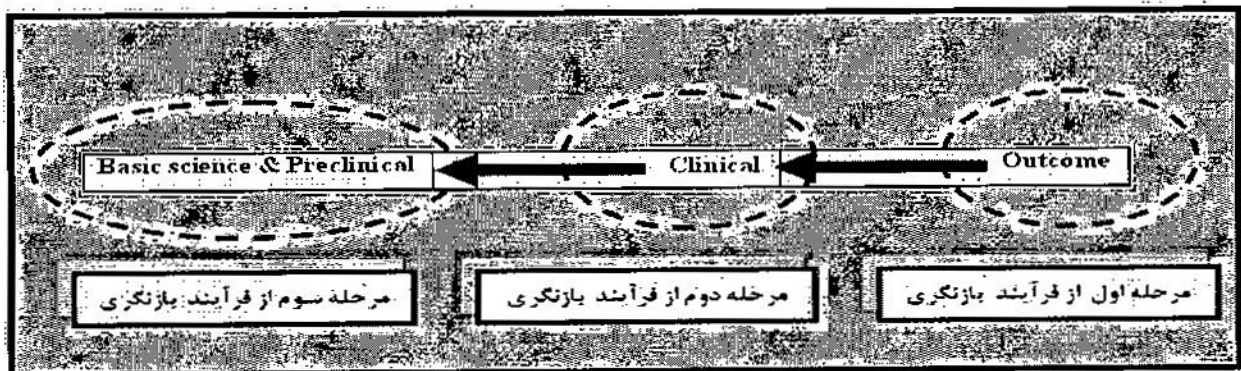 Basic science & Preclinical
Clinical
Outcome
مرحله اول از فرآیند بازنگری
مرحله دوم از فرآیند بازنگری
مرحله سوم از فرآیند بازنگری